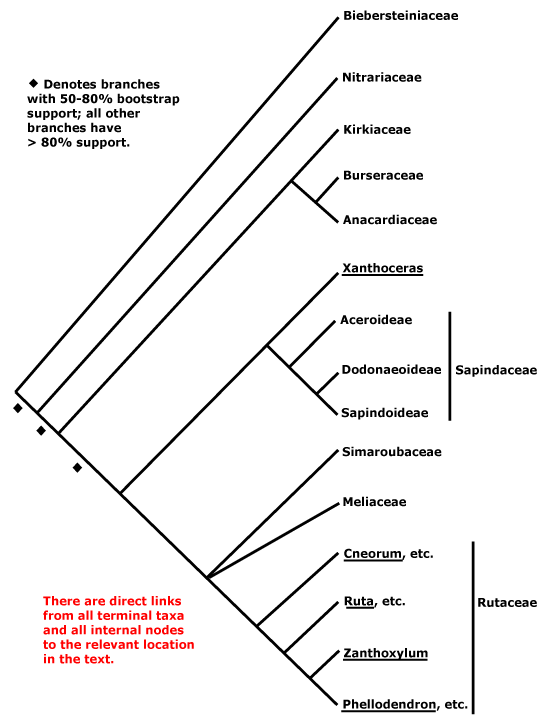 Biebersteiniaceae
◆ Denotes branches
with 50-80% bootstrap
support; all other
branches have
> 80% support.
Nitrariaceae
Kirkiaceae
Burseraceae
Anacardiaceae
Xanthoceras
Aceroideae
Dodonaeoideae
Sapindaceae
Sapindoideae
Simaroubaceae
Meliaceae
Cneorum, etc.
Ruta, etc.
Rutaceae
Zanthoxylum
Phellodendron, etc.
There are direct links
from all terminal taxa
and all internal nodes
to the relevant location
in the text.